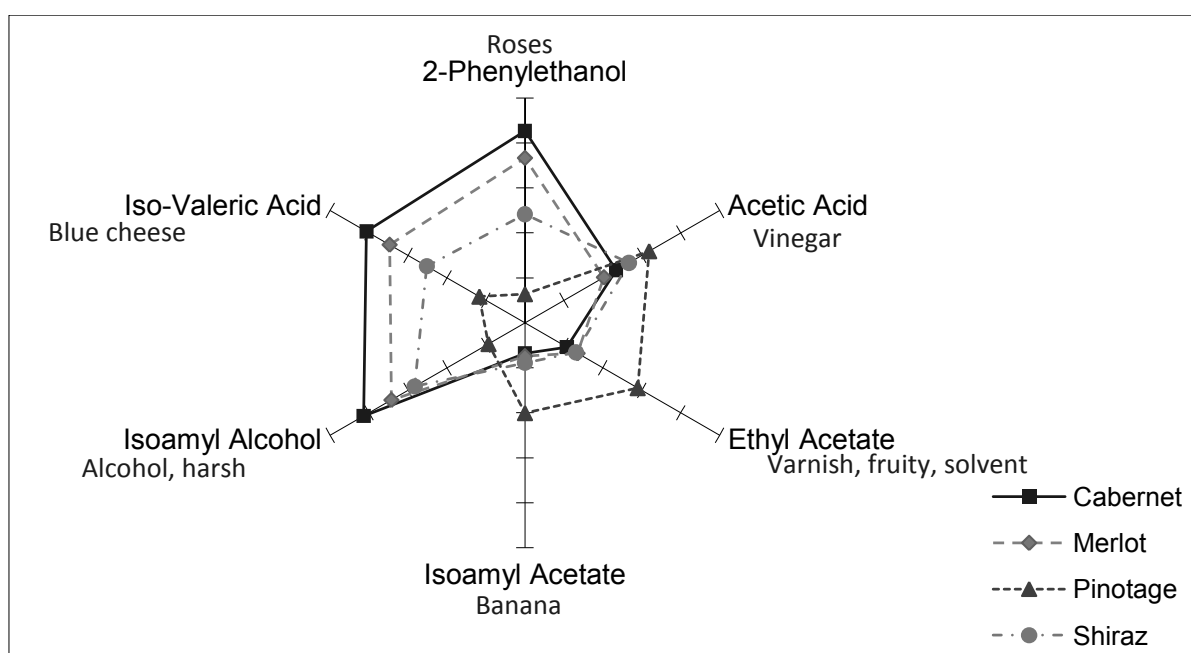 Roses
2-Phenylethanol
Iso-Valeric Acid
Blue cheese
Acetic Acid
Vinegar
Isoamyl Alcohol
Alcohol, harsh
Ethyl Acetate
Varnish, fruity, solvent
Isoamyl Acetate
Banana
Cabernet
Merlot
Pinotage
Shiraz